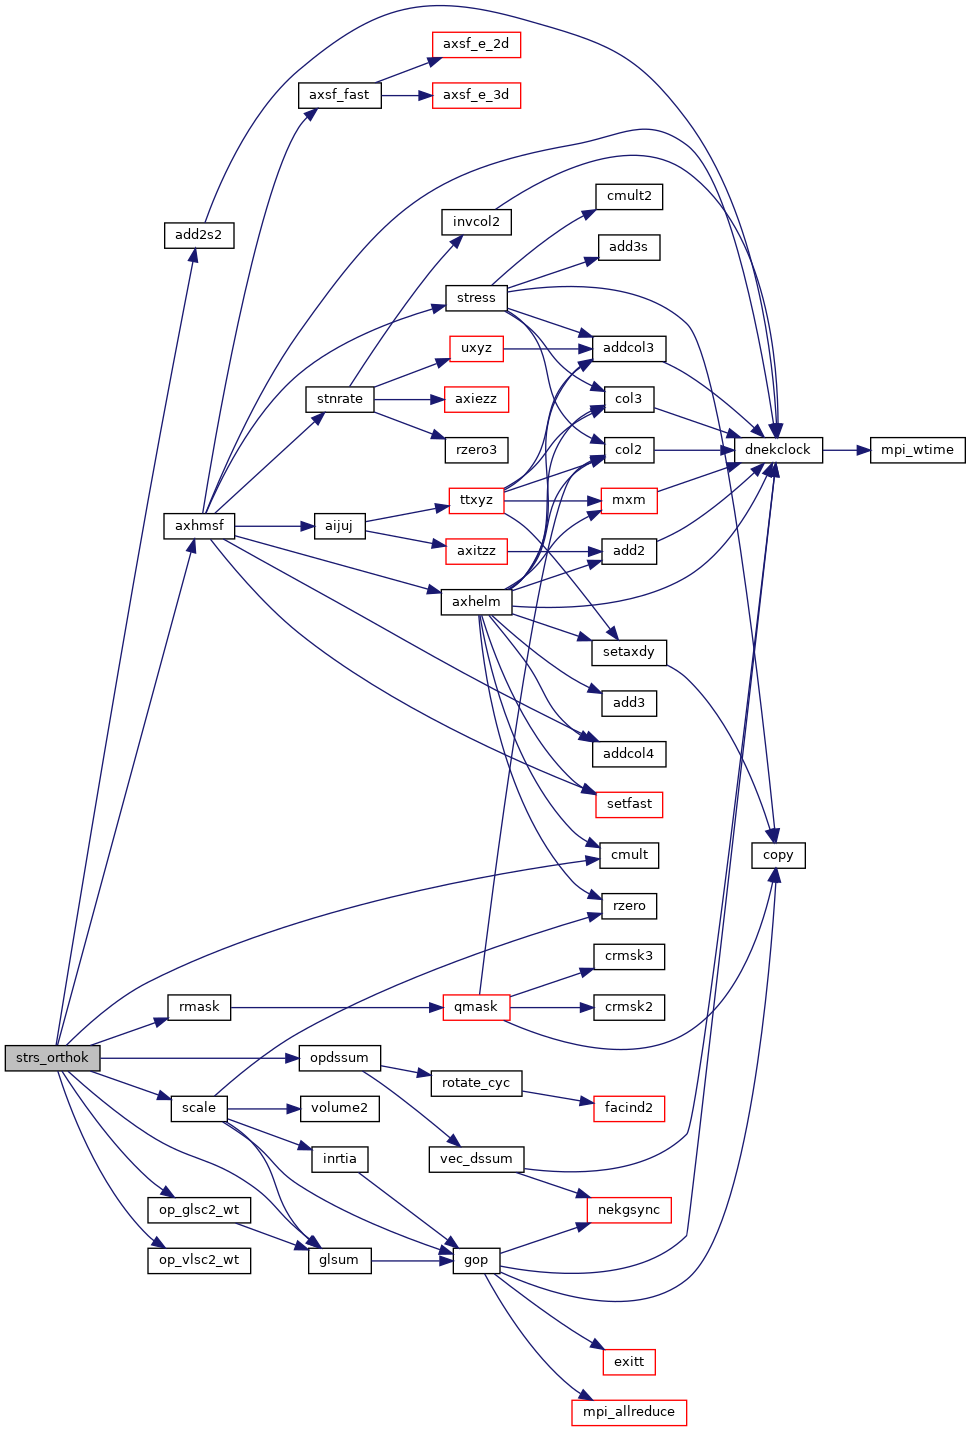 axsf_e_2d
axsf_fast
axsf_e_3d
cmult2
invcol2
add2s2
add3s
stress
uxyz
addcol3
stnrate
axiezz
col3
rzero3
col2
dnekclock
mpi_wtime
ttxyz
mxm
axhmsf
aijuj
axitzz
add2
axhelm
setaxdy
add3
addcol4
setfast
cmult
copy
rzero
crmsk3
rmask
qmask
crmsk2
strs_orthok
opdssum
rotate_cyc
scale
volume2
facind2
inrtia
vec_dssum
op_glsc2_wt
nekgsync
op_vlsc2_wt
glsum
gop
exitt
mpi_allreduce